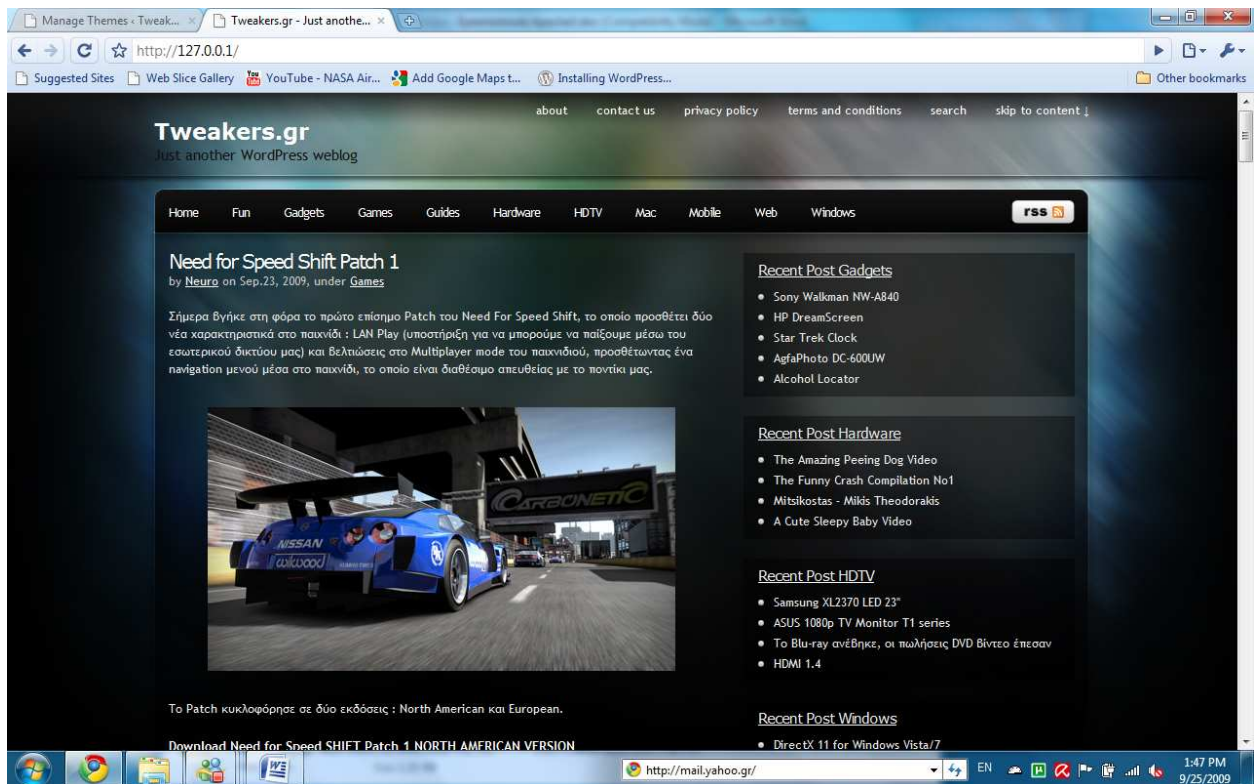 Manage Themes ‹ Tweak...
Tweakers.gr - Just anothe...
http://127.0.0.1/
Suggested Sites
Web Slice Gallery
YouTube - NASA Air...
Add Google Maps t...
Installing WordPress...
Other bookmarks
about
contact us
privacy policy
terms and conditions
search
skip to content ↓
Tweakers.gr
Just another WordPress weblog
Home
Fun
Gadgets
Games
Guides
Hardware
HDTV
Mac
Mobile
Web
Windows
rss
Need for Speed Shift Patch 1
by Neuro on Sep.23, 2009, under Games
Σήμερα βγήκε στη φόρα το πρώτο επίσημο Patch του Need For Speed Shift, το οποίο προσθέτει δύο
νέα χαρακτηριστικά στο παιχνίδι : LAN Play (υποστήριξη για να μπορούμε να παίξουμε μέσω του
εσωτερικού δικτύου μας) και βελτιώσεις στο Multiplayer mode του παιχνιδιού, προσθέτωντας ένα
navigation μενού μέσα στο παιχνίδι, το οποίο είναι διαθέσιμο απευθείας με το ποντίκι μας.
CARBONETIC
NISSAN
wilwood
Το Patch κυκλοφόρησε σε δύο εκδόσεις : North American και European.
Download Need for Speed SHIFT Patch 1 NORTH AMERICAN VERSION
Recent Post Gadgets
Sony Walkman NW-A840
HP DreamScreen
Star Trek Clock
AgfaPhoto DC-600UW
Alcohol Locator
Recent Post Hardware
The Amazing Peeing Dog Video
The Funny Crash Compilation No1
Mitsikostas - Mikis Theodorakis
A Cute Sleepy Baby Video
Recent Post HDTV
Samsung XL2370 LED 23"
ASUS 1080p TV Monitor T1 series
Το Blu-ray ανέβηκε, οι πωλήσεις DVD βίντεο έπεσαν
HDMI 1.4
Recent Post Windows
DirectX 11 for Windows Vista/7
http://mail.yahoo.gr/
EN
1:47 PM
9/25/2009